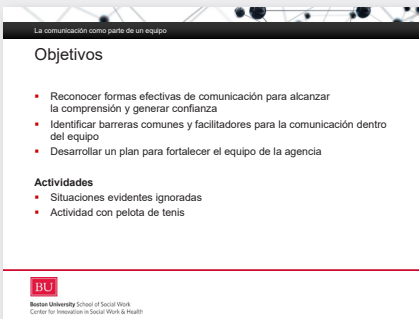 La comunicación como parte de un equipo
Objetivos
▪ Reconocer formas efectivas de comunicación para alcanzar
la comprensión y generar confianza
▪ Identificar barreras comunes y facilitadores para la comunicación dentro
del equipo
▪ Desarrollar un plan para fortalecer el equipo de la agencia
Actividades
▪ Situaciones evidentes ignoradas
▪ Actividad con pelota de tenis
BU
Boston University School of Social Work
Center for Innovation in Social Work & Health